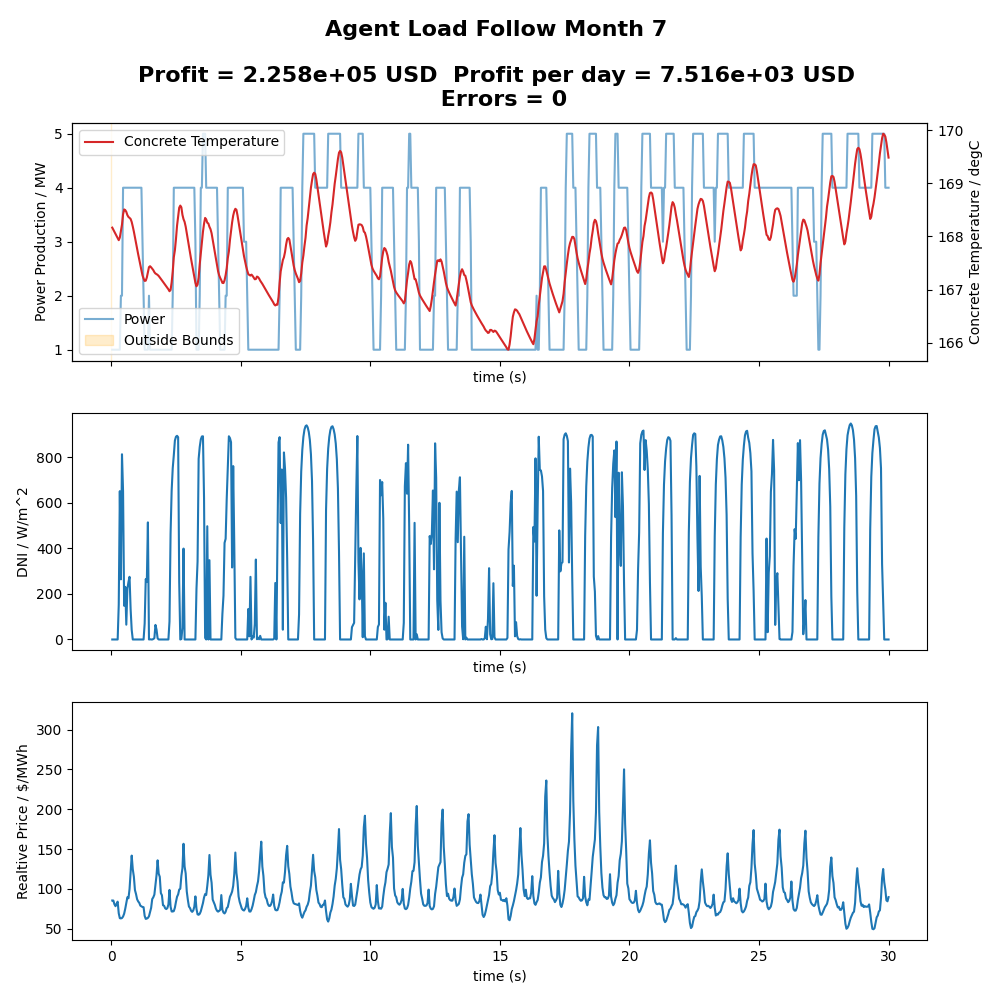 Agent Load Follow Month 7
Profit = 2.258e+05 USD  Profit per day = 7.516e+03 USD
Errors = 0
Power Production / MW
5
4
3
2
1
Concrete Temperature
Power
Outside Bounds
170
169
168
167
166
Concrete Temperature / degC
time (s)
DNI / W/m^2
800
600
400
200
0
time (s)
Realtive Price / $/MWh
300
250
200
150
100
50
0 5 10 15 20 25 30
time (s)